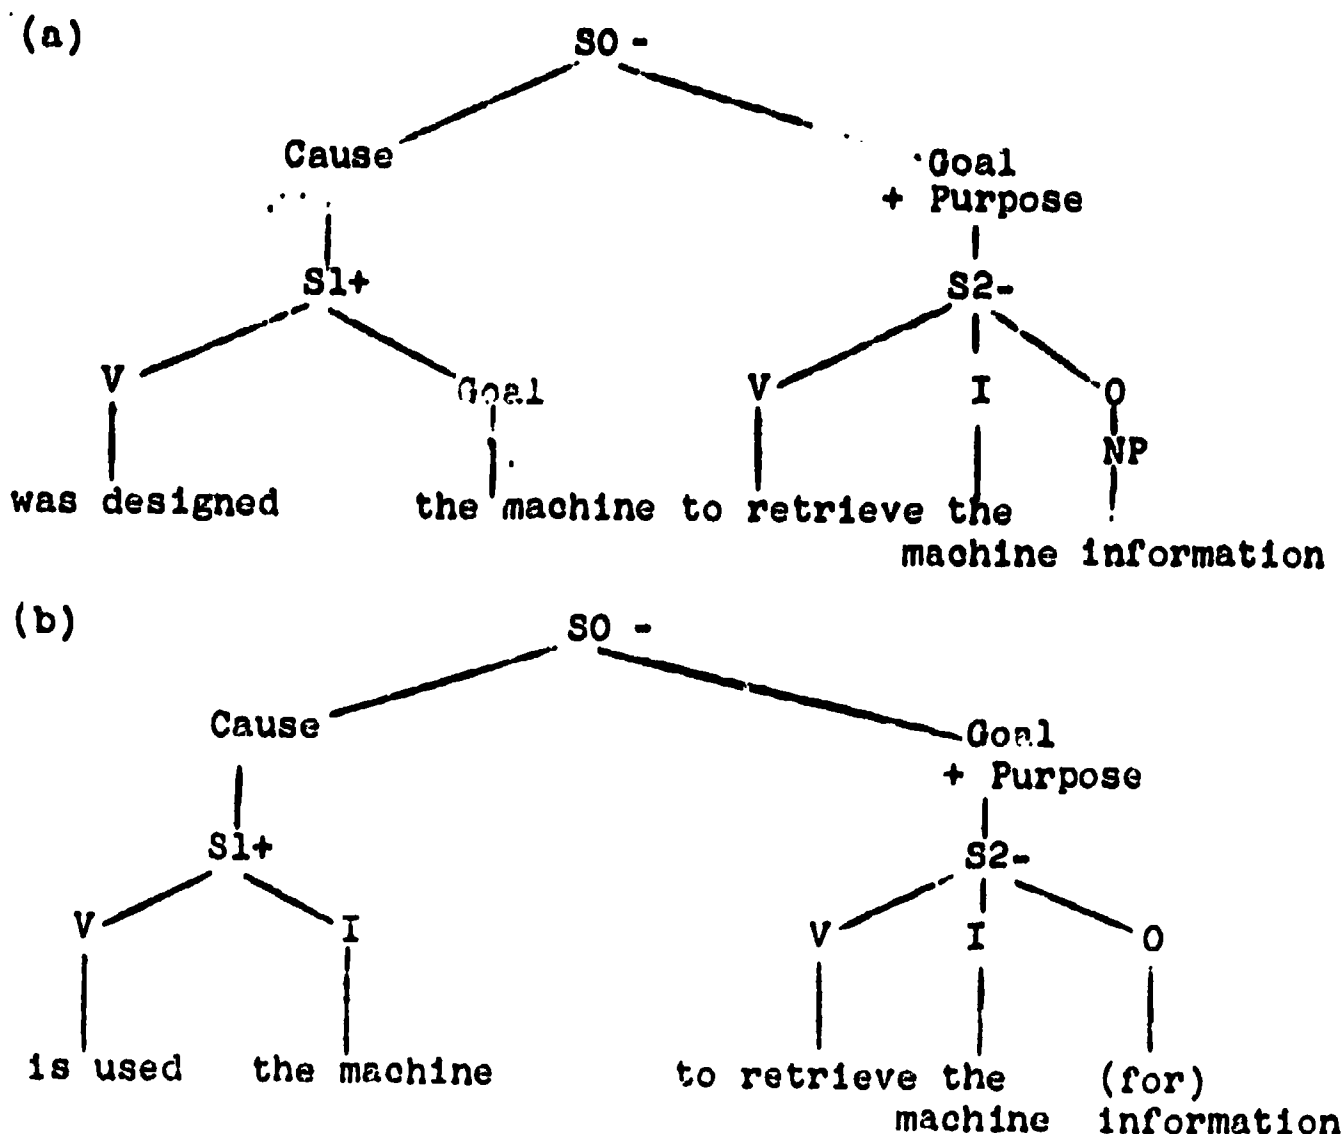 (a)
SO -
Cause
Goal
+ Purpose
S1+
S2-
V
Goal
V
I
O
NP
was designed
the machine to retrieve the
machine information
(b)
SO -
Cause
Goal
+ Purpose
S1+
S2-
V
I
V
I
O
is used
the machine
to retrieve the
(for)
machine
information